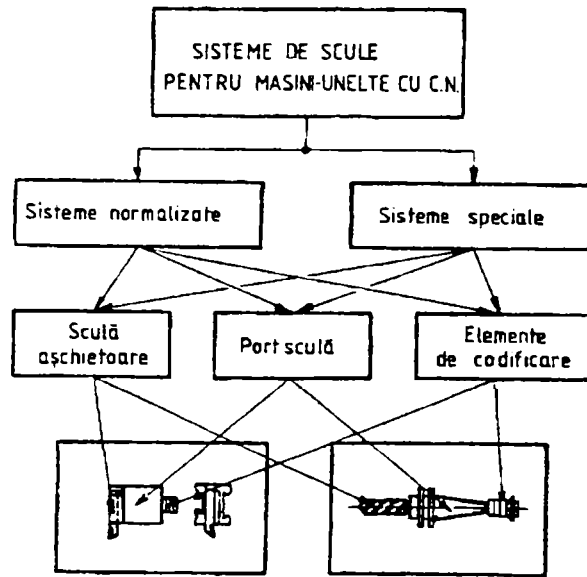 SISTEME DE SCULE
PENTRU MASINI-UNELTE CU C.N.
Sisteme normalizate
Sisteme speciale
Sculă
așchietoare
Port sculă
Elemente
de codificare